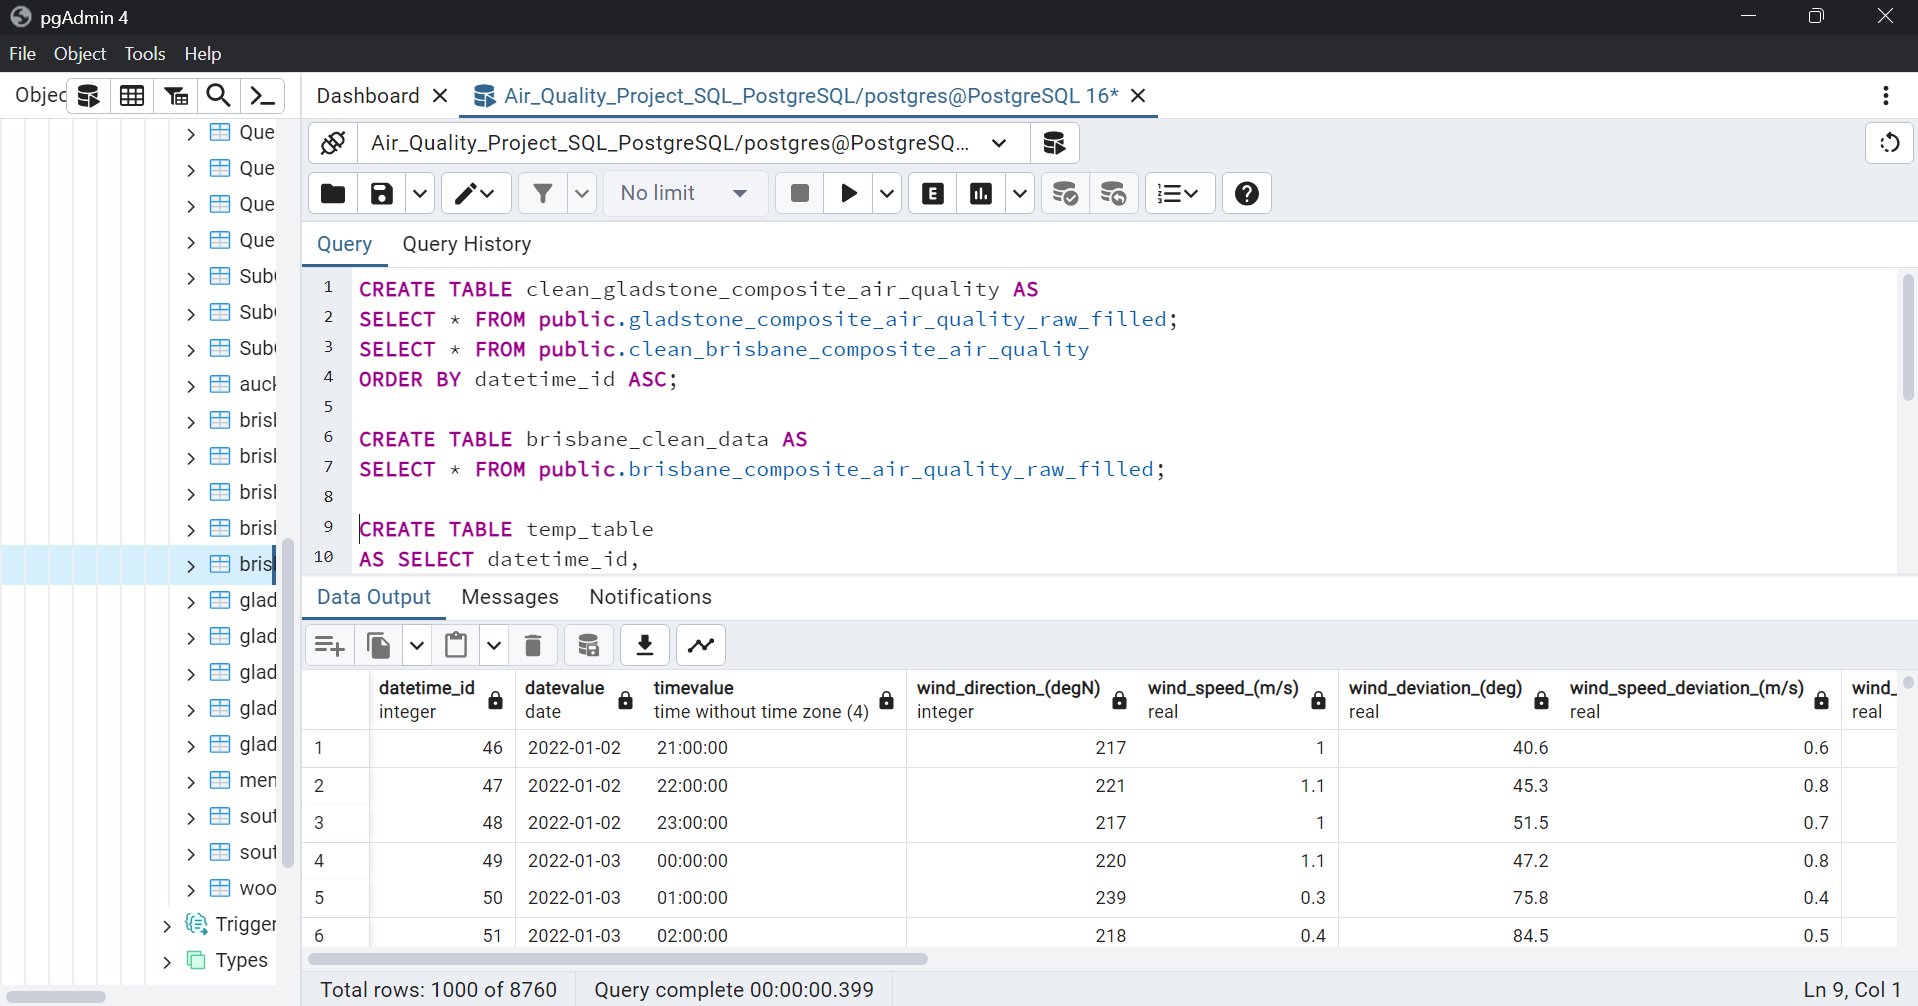 pgAdmin 4
File Object Tools Help
Objec
Dashboard
Air_Quality_Project_SQL_PostgreSQL/postgres@PostgreSQL 16*
Air_Quality_Project_SQL_PostgreSQL/postgres@PostgreSQ...
No limit
Query Query History
1 CREATE TABLE clean_gladstone_composite_air_quality AS
2 SELECT * FROM public.gladstone_composite_air_quality_raw_filled;
3 SELECT * FROM public.clean_brisbane_composite_air_quality
4 ORDER BY datetime_id ASC;
5
6 CREATE TABLE brisbane_clean_data AS
7 SELECT * FROM public.brisbane_composite_air_quality_raw_filled;
8
9 CREATE TABLE temp_table
10 AS SELECT datetime_id,
Que
Que
Que
Que
Sub
Sub
Sub
auc
bris
bris
bris
bris
bris
glad
glad
glad
glad
glad
men
sout
sout
woo
Trigger
Types
Data Output Messages Notifications
datetime_id datevalue timevalue wind_direction_(degN) wind_speed_(m/s) wind_deviation_(deg) wind_speed_deviation_(m/s) wind_
integer date time without time zone (4) integer real real real real
1 46 2022-01-02 21:00:00 217 1 40.6 0.6
2 47 2022-01-02 22:00:00 221 1.1 45.3 0.8
3 48 2022-01-02 23:00:00 217 1 51.5 0.7
4 49 2022-01-03 00:00:00 220 1.1 47.2 0.8
5 50 2022-01-03 01:00:00 239 0.3 75.8 0.4
6 51 2022-01-03 02:00:00 218 0.4 84.5 0.5
Total rows: 1000 of 8760 Query complete 00:00:00.399 Ln 9, Col 1